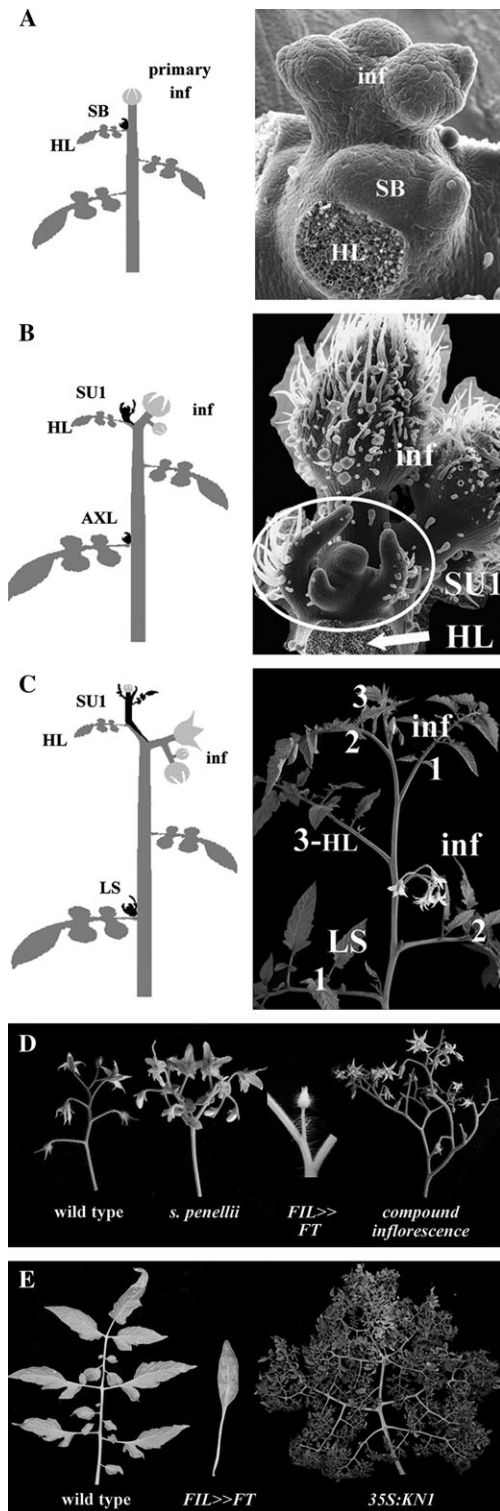 A
primary
inf
SB
HL
inf
SB
HL
B
SU1
HL
inf
AXL
inf
SU1
HL
C
SU1
HL
inf
LS
3
inf
2
1
3-HL
inf
LS
2
1
D
wild type
s. penellii
FIL>>
FT
compound
inflorescence
E
wild type
FIL>>FT
35S:KN1